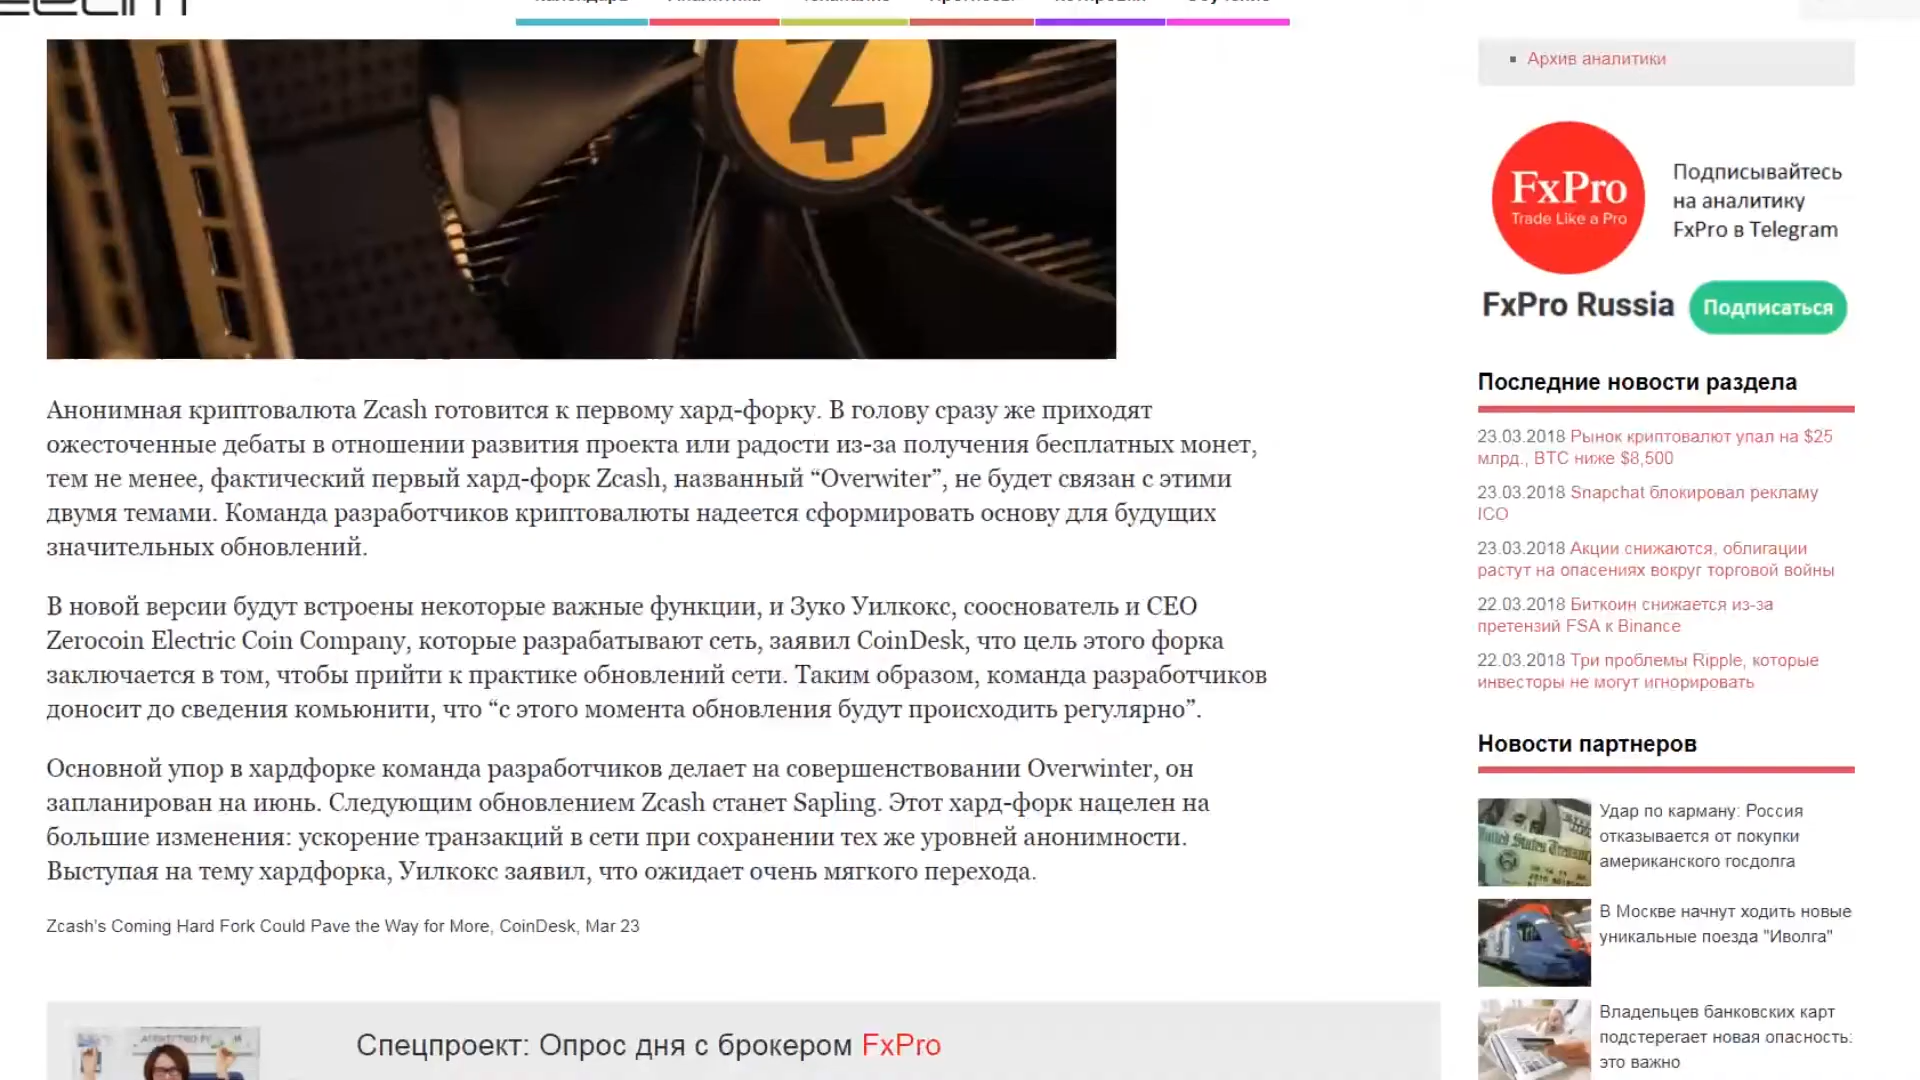 Архив аналитики
FxPro
Trade Like a Pro
Подписывайтесь
на аналитику
FxPro в Telegram
FxPro Russia
Подписаться
Анонимная криптовалюта Zcash готовится к первому хард-форку. В голову сразу же приходят
ожесточенные дебаты в отношении развития проекта или радости из-за получения бесплатных монет,
тем не менее, фактический первый хард-форк Zcash, названный “Overwiter”, не будет связан с этими
двумя темами. Команда разработчиков криптовалюты надеется сформировать основу для будущих
значительных обновлений.
В новой версии будут встроены некоторые важные функции, и Зуко Уилкокс, сооснователь и CEO
Zerocoin Electric Coin Company, которые разрабатывают сеть, заявил CoinDesk, что цель этого форка
заключается в том, чтобы прийти к практике обновлений сети. Таким образом, команда разработчиков
доносит до сведения комьюнити, что “с этого момента обновления будут происходить регулярно”.
Основной упор в хардфорке команда разработчиков делает на совершенствовании Overwinter, он
запланирован на июнь. Следующим обновлением Zcash станет Sapling. Этот хард-форк нацелен на
большие изменения: ускорение транзакций в сети при сохранении тех же уровней анонимности.
Выступая на тему хардфорка, Уилкокс заявил, что ожидает очень мягкого перехода.
Zcash's Coming Hard Fork Could Pave the Way for More, CoinDesk, Mar 23
Спецпроект: Опрос дня с брокером FxPro
Последние новости раздела
23.03.2018 Рынок криптовалют упал на $25
млрд., BTC ниже $8,500
23.03.2018 Snapchat блокировал рекламу
ICO
23.03.2018 Акции снижаются, облигации
растут на опасениях вокруг торговой войны
22.03.2018 Биткоин снижается из-за
претензий FSA к Binance
22.03.2018 Три проблемы Ripple, которые
инвесторы не могут игнорировать
Новости партнеров
Удар по карману: Россия
отказывается от покупки
американского госдолга
В Москве начнут ходить новые
уникальные поезда "Иволга"
Владельцев банковских карт
подстерегает новая опасность:
это важно